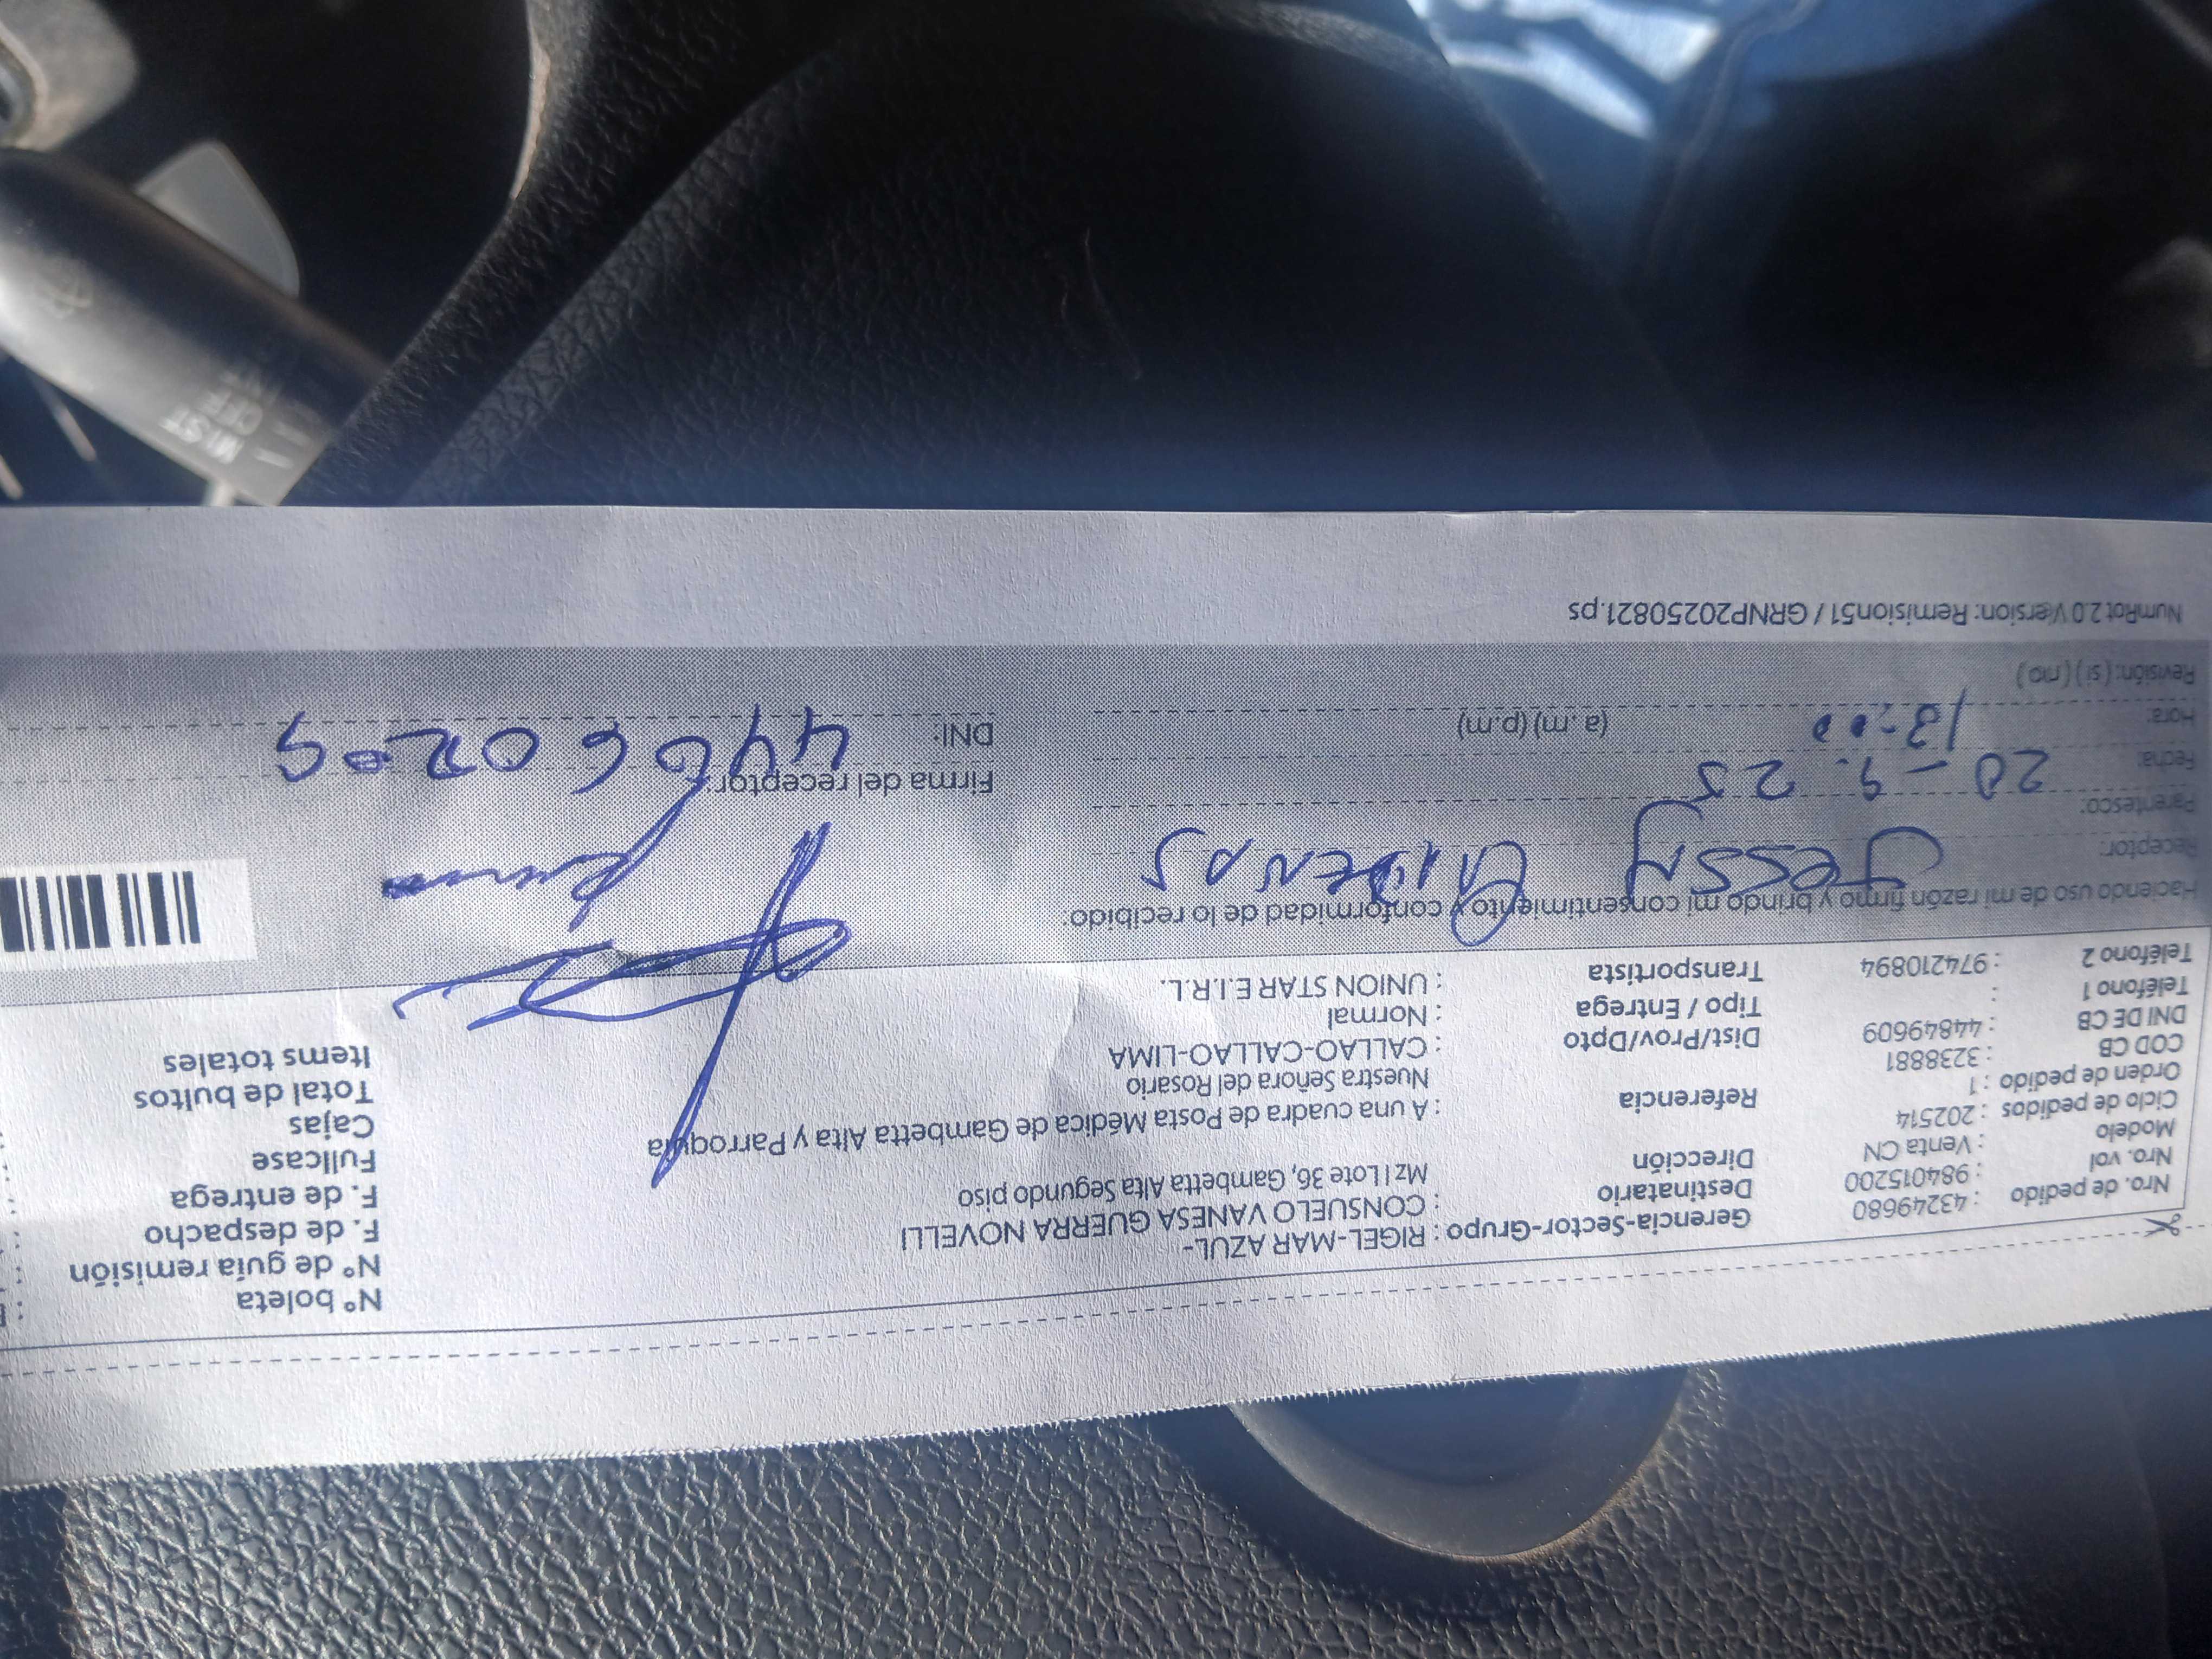 Nº boleta :
Nº de guía remisión :
F. de despacho :
F. de entrega :
Fullcase :
Cajas :
Total de bultos
Items totales
Nro. de pedido : 43249680
Nro. vol : 984015200
Modelo : Venta CN
Ciclo de pedidos : 202514
Orden de pedido : 1
COD CB : 3238881
DNI DE CB : 44849609
Teléfono 1 :
Teléfono 2 : 974210894
Gerencia-Sector-Grupo : RIGEL-MAR AZUL-
Destinatario : CONSUELO VANESA GUERRA NOVELLI
Dirección Mz I Lote 36, Gambetta Alta Segundo piso
Referencia : A una cuadra de Posta Médica de Gambetta Alta y Parroquia
Nuestra Señora del Rosario
Dist/Prov/Dpto : CALLAO-CALLAO-LIMA
Tipo / Entrega : Normal
Transportista : UNION STAR E.I.R.L.
Haciendo uso de mi razón firmo y brindo mi consentimiento y conformidad de lo recibido:
Receptor: Jessy
Parentesco:
Fecha: 20-9.25
Hora: 13:00 (a.m) (p.m)
Revisión: (si) (no)
Firma del receptor:
DNI:
NumRot 2.0 Version: Remision51 / GRNP20250821.ps
MIST
OFF
INT